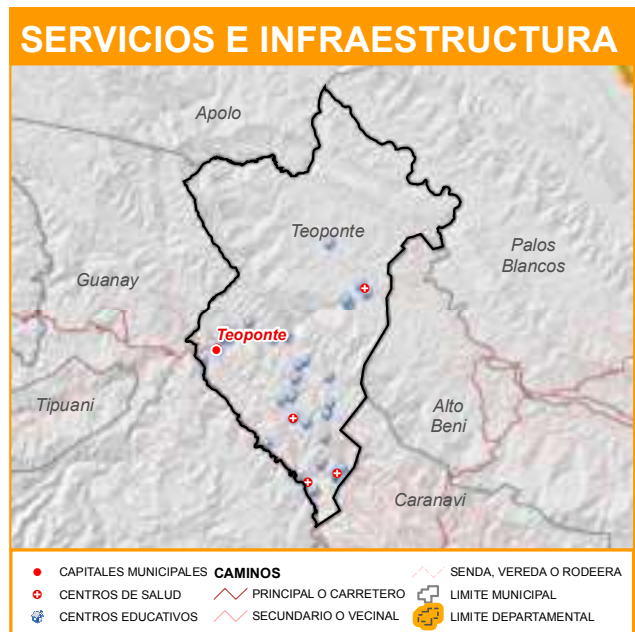 SERVICIOS E INFRAESTRUCTURA
Apolo
Teoponte
Palos
Blancos
Guanay
Teoponte
Tipuani
Alto
Beni
Caranavi
CAPITALES MUNICIPALES
CENTROS DE SALUD
CENTROS EDUCATIVOS
CAMINOS
PRINCIPAL O CARRETERO
SECUNDARIO O VECINAL
SENDA, VEREDA O RODEERA
LIMITE MUNICIPAL
LIMITE DEPARTAMENTAL